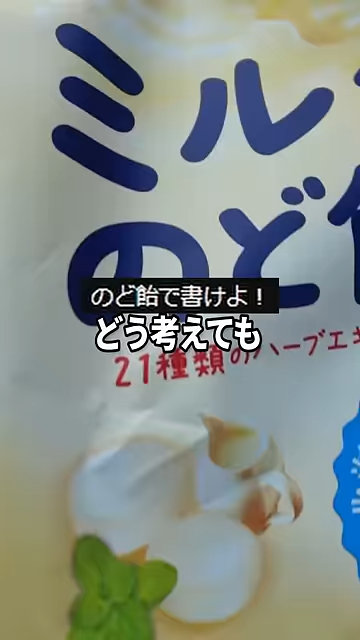 ミル
のど
のど飴で書けよ！
どう考えても
21種類のハーブエキ